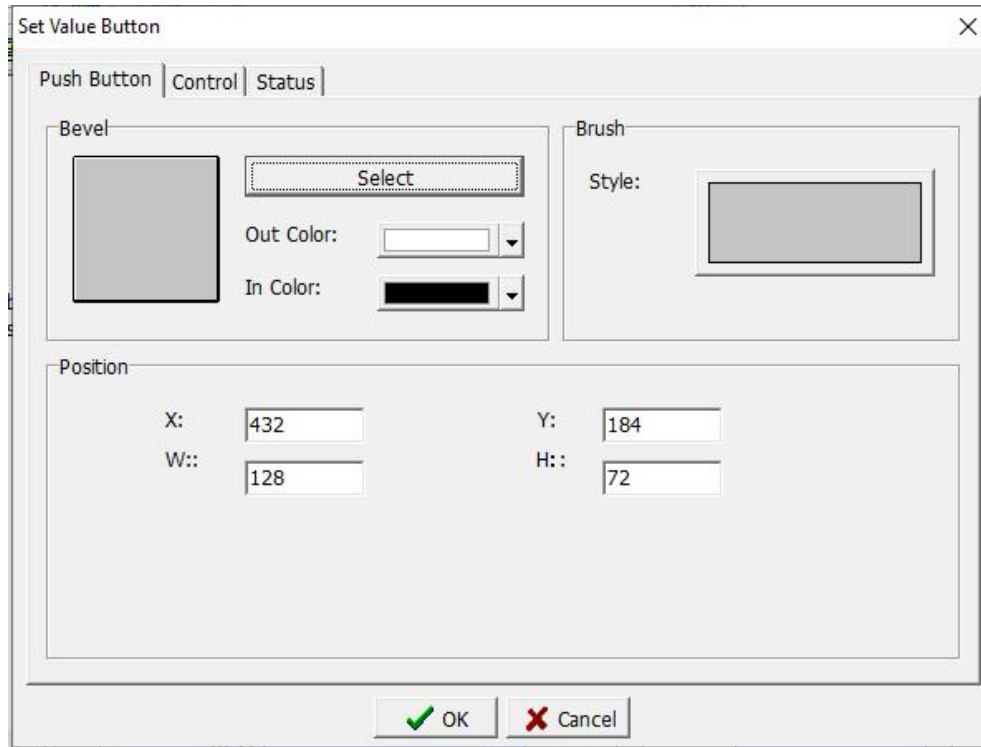 Set Value Button
Push Button Control Status
Bevel
Select
Out Color:
In Color:
Brush
Style:
Position
X: 432 Y: 184
W:: 128 H:: 72
OK Cancel